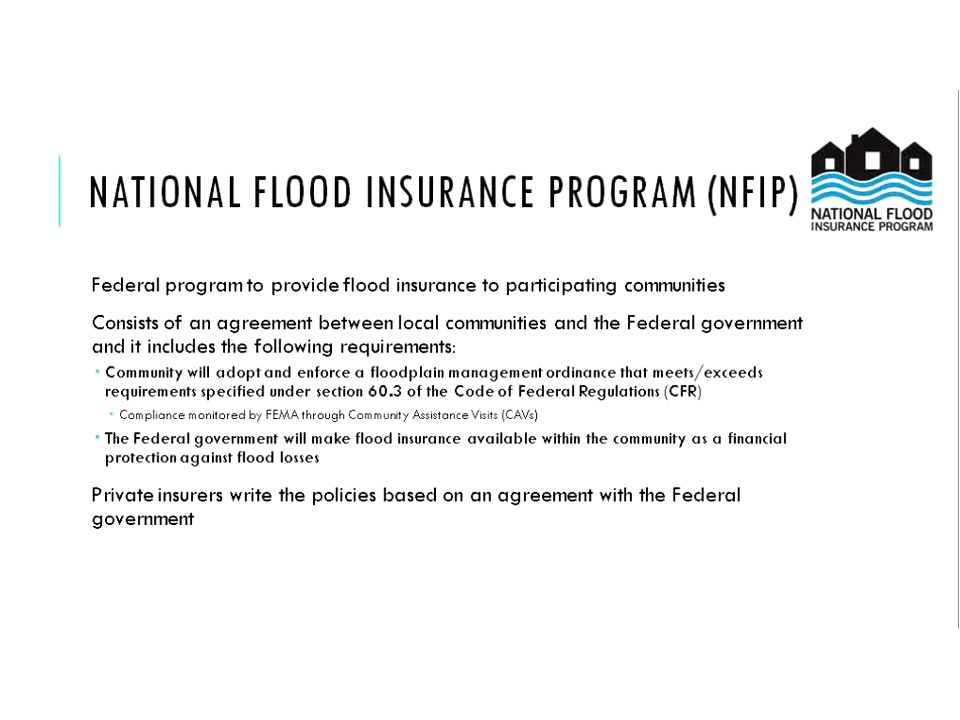 NATIONAL FLOOD INSURANCE PROGRAM (NFIP)
NATIONAL FLOOD
INSURANCE PROGRAM
Federal program to provide flood insurance to participating communities
Consists of an agreement between local communities and the Federal government
and it includes the following requirements:
• Community will adopt and enforce a floodplain management ordinance that meets/exceeds
requirements specified under section 60.3 of the Code of Federal Regulations (CFR)
• Compliance monitored by FEMA through Community Assistance Visits (CAVs)
• The Federal government will make flood insurance available within the community as a financial
protection against flood losses
Private insurers write the policies based on an agreement with the Federal
government